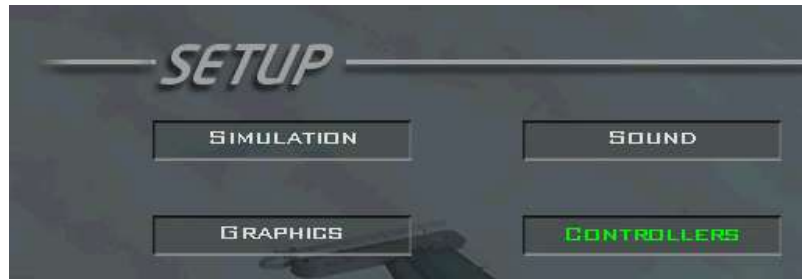 SETUP
SIMULATION
SOUND
GRAPHICS
CONTROLLERS